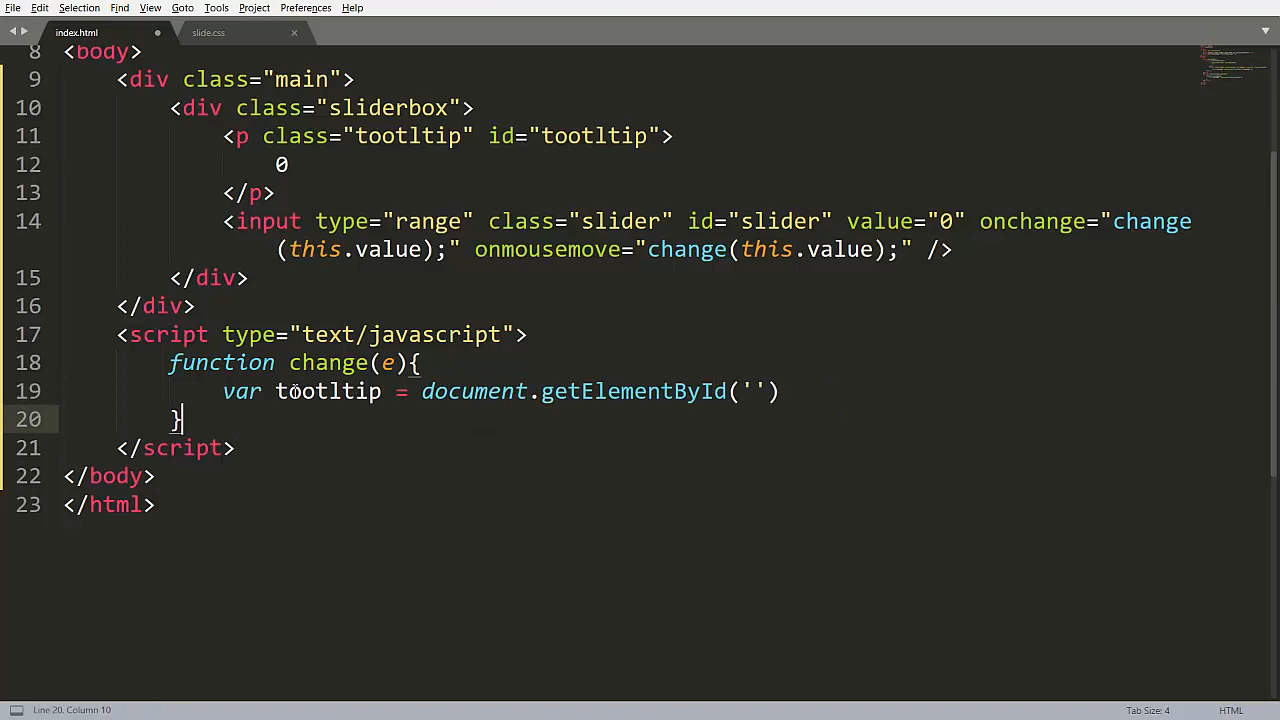 File Edit Selection Find View Goto Tools Project Preferences Help
index.html slide.css
8 <body>
9 <div class="main">
10 <div class="sliderbox">
11 <p class="tootltip" id="tootltip">
12 0
13 </p>
14 <input type="range" class="slider" id="slider" value="0" onchange="change
(this.value);" onmousemove="change(this.value);" />
15 </div>
16 </div>
17 <script type="text/javascript">
18 function change(e){
19 var tootltip = document.getElementById('')
20 }
21 </script>
22 </body>
23 </html>
Line 20, Column 10 Tab Size: 4 HTML